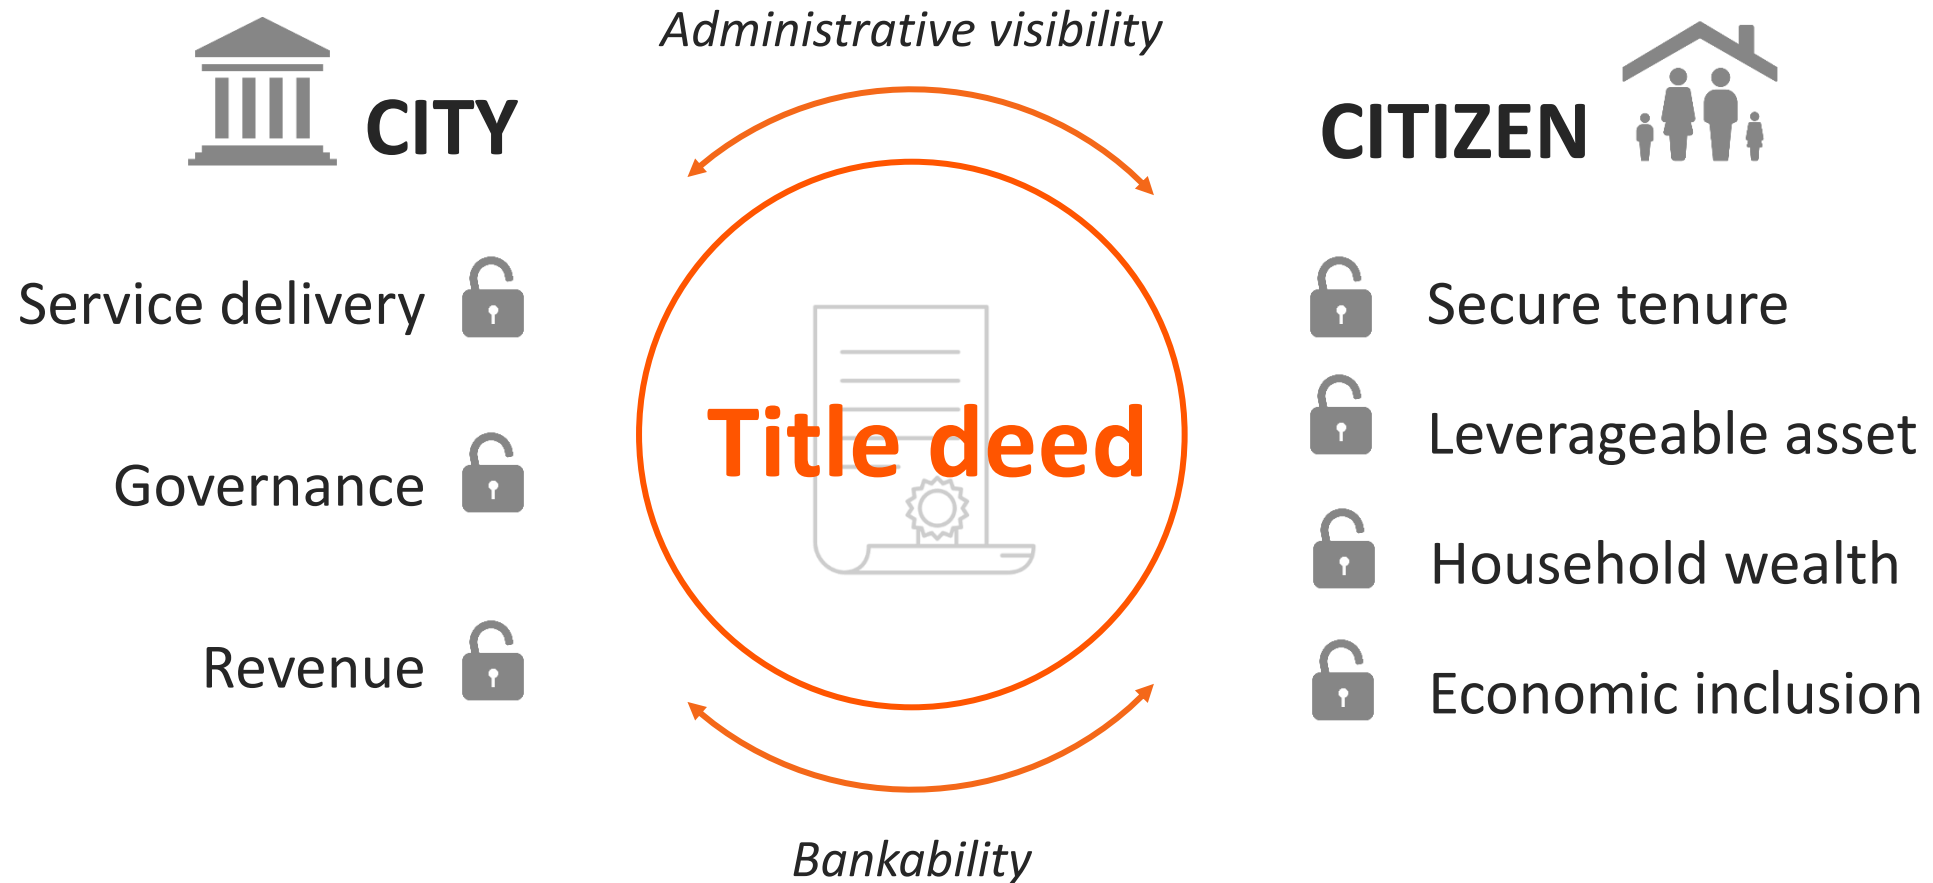 Administrative visibility
CITY
CITIZEN
Service delivery
Governance
Revenue
Title deed
Secure tenure
Leverageable asset
Household wealth
Economic inclusion
Bankability